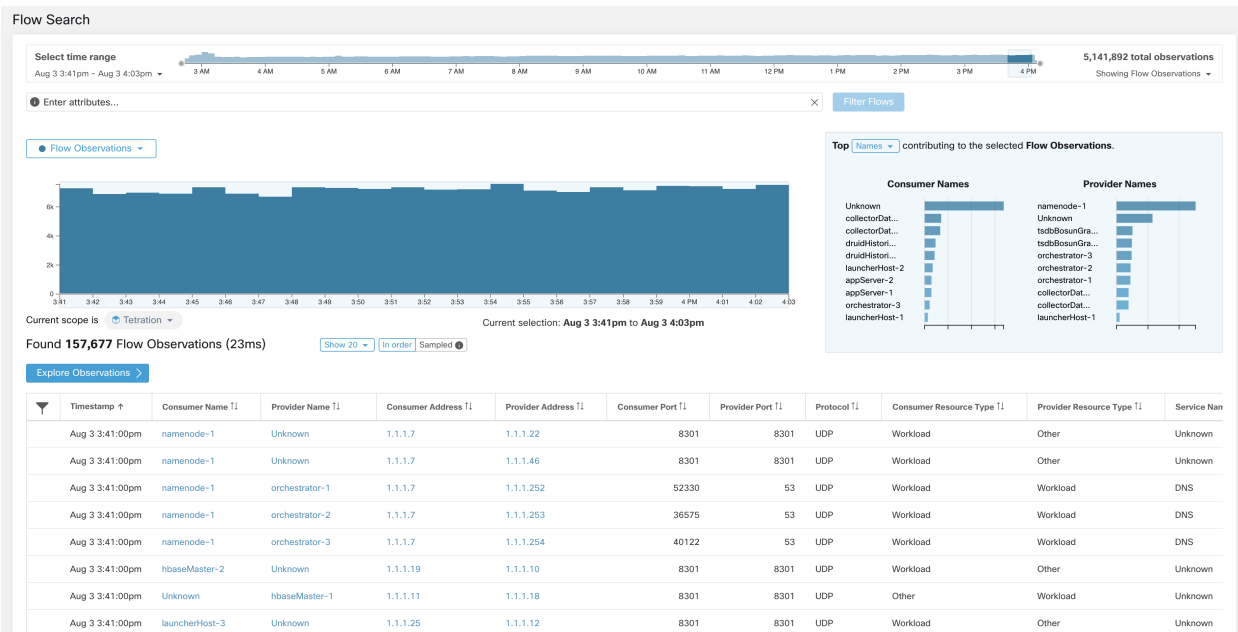 Flow Search
Select time range
Aug 3 3:41pm - Aug 3 4:03pm
3 AM 4 AM 5 AM 6 AM 7 AM 8 AM 9 AM 10 AM 11 AM 12 PM 1 PM 2 PM 3 PM 4 PM
5,141,892 total observations
Showing Flow Observations
Enter attributes...
Filter Flows
Flow Observations
6k
4k
2k
0
3:41 3:42 3:43 3:44 3:45 3:46 3:47 3:48 3:49 3:50 3:51 3:52 3:53 3:54 3:55 3:56 3:57 3:58 3:59 4 PM 4:01 4:02 4:03
Top Names contributing to the selected Flow Observations.
Consumer Names
Unknown
collectorDat...
collectorDat...
druidHistori...
druidHistori...
launcherHost-2
appServer-2
appServer-1
orchestrator-3
launcherHost-1
Provider Names
namenode-1
Unknown
tsdbBosunGra...
tsdbBosunGra...
orchestrator-3
orchestrator-2
orchestrator-1
collectorDat...
collectorDat...
launcherHost-1
Current scope is Tetration
Current selection: Aug 3 3:41pm to Aug 3 4:03pm
Found 157,677 Flow Observations (23ms)
Show 20 In order Sampled
Explore Observations
Timestamp Consumer Name Provider Name Consumer Address Provider Address Consumer Port Provider Port Protocol Consumer Resource Type Provider Resource Type Service Nam
Aug 3 3:41:00pm namenode-1 Unknown 1.1.1.7 1.1.1.22 8301 8301 UDP Workload Other Unknown
Aug 3 3:41:00pm namenode-1 Unknown 1.1.1.7 1.1.1.46 8301 8301 UDP Workload Other Unknown
Aug 3 3:41:00pm namenode-1 orchestrator-1 1.1.1.7 1.1.1.252 52330 53 UDP Workload Workload DNS
Aug 3 3:41:00pm namenode-1 orchestrator-2 1.1.1.7 1.1.1.253 36575 53 UDP Workload Workload DNS
Aug 3 3:41:00pm namenode-1 orchestrator-3 1.1.1.7 1.1.1.254 40122 53 UDP Workload Workload DNS
Aug 3 3:41:00pm hbaseMaster-2 Unknown 1.1.1.19 1.1.1.10 8301 8301 UDP Workload Other Unknown
Aug 3 3:41:00pm Unknown hbaseMaster-1 1.1.1.11 1.1.1.18 8301 8301 UDP Other Workload Unknown
Aug 3 3:41:00pm launcherHost-3 Unknown 1.1.1.25 1.1.1.12 8301 8301 UDP Workload Other Unknown